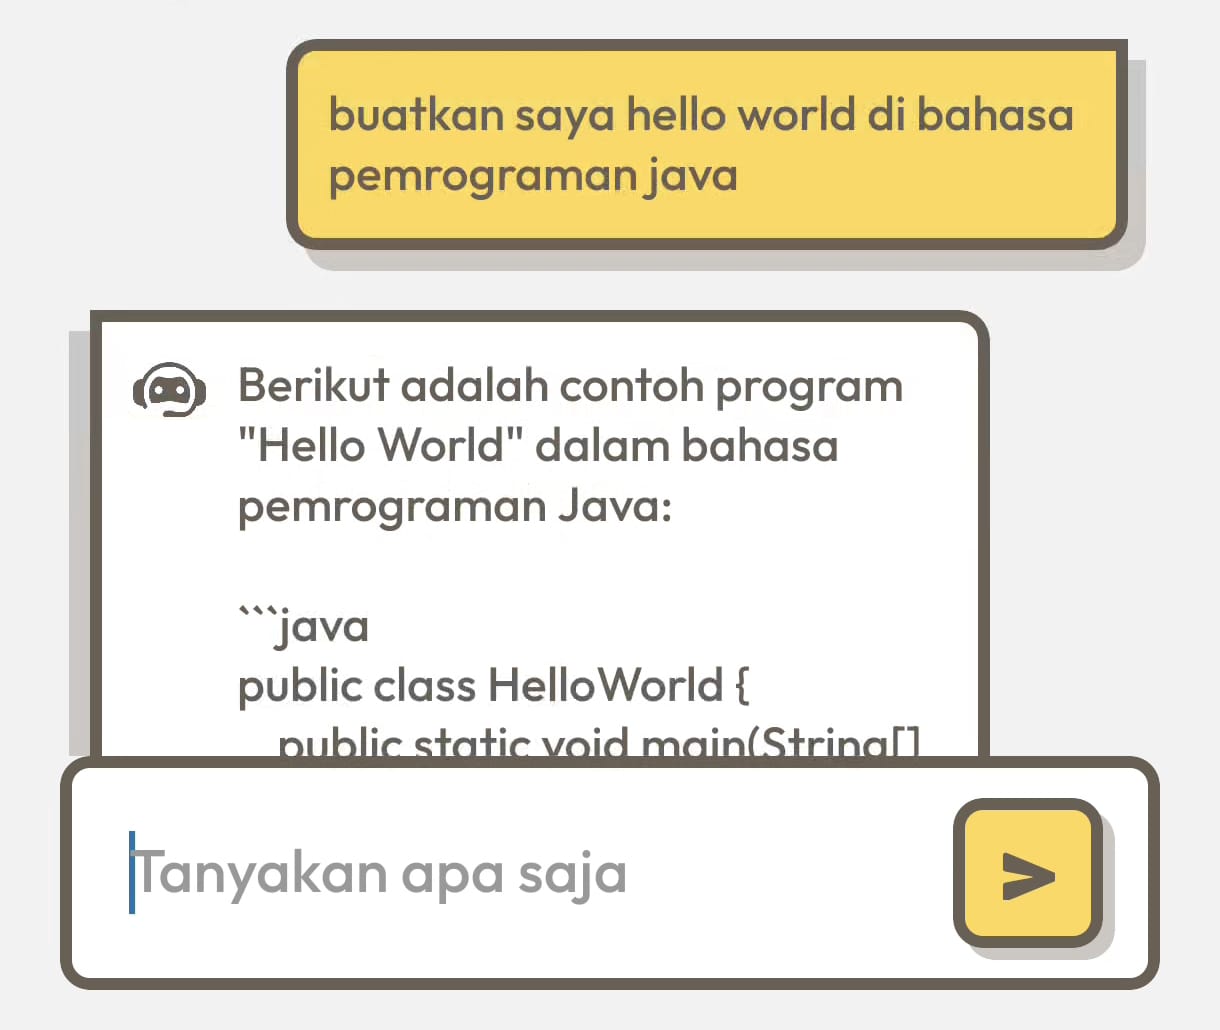 buatkan saya hello world di bahasa
pemrograman java
Berikut adalah contoh program
"Hello World" dalam bahasa
pemrograman Java:
```java
public class HelloWorld {
public static void main(String[]
Tanyakan apa saja